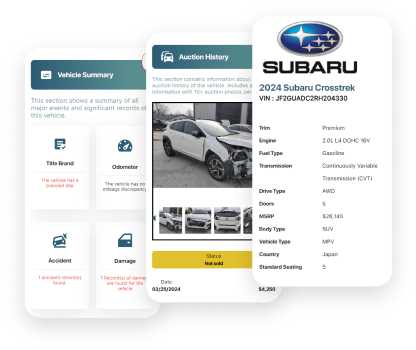 Vehicle Summary
This section shows a summary of all
major events and significant records of
this vehicle.
Title Brand
The vehicle has a
branded title
Odometer
The vehicle has no
mileage discrepancy
Accident
1 accident record(s)
found.
Damage
1 Record(s) of damage
are found for the
vehicle
Auction History
This section contains information about
auction history of the vehicle. Includes
information with 10+ auction photos per
Status
Not sold
Date
03/25/2024
$4,250
SUBARU
2024 Subaru Crosstrek
VIN : JF2GUADC2RH204330
Trim Premium
Engine 2.0L L4 DOHC 16V
Fuel Type Gasoline
Transmission Continuously Variable
Transmission (CVT)
Drive Type AWD
Doors 5
MSRP $26,145
Body Type SUV
Vehicle Type MPV
Country Japan
Standard Seating 5